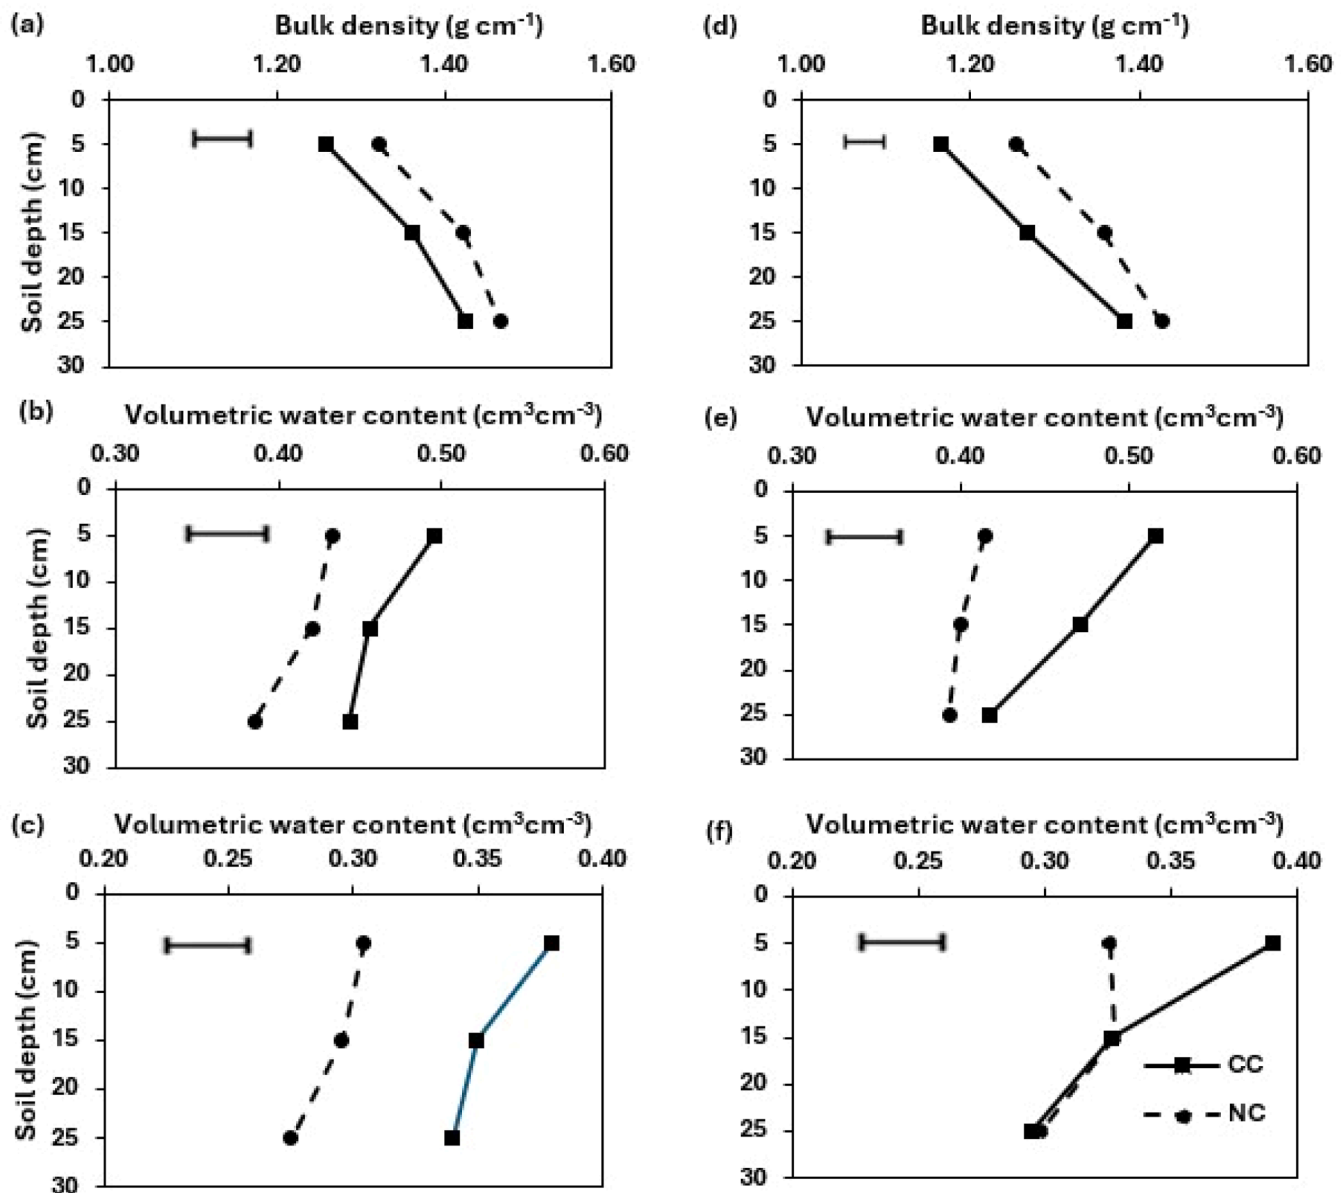 (a) Bulk density (g cm⁻¹)
1.00 1.20 1.40 1.60
0
5
10
15
20
25
30
Soil depth (cm)
(d) Bulk density (g cm⁻¹)
1.00 1.20 1.40 1.60
0
5
10
15
20
25
30
(b) Volumetric water content (cm³cm⁻³)
0.30 0.40 0.50 0.60
0
5
10
15
20
25
30
Soil depth (cm)
(e) Volumetric water content (cm³cm⁻³)
0.30 0.40 0.50 0.60
0
5
10
15
20
25
30
(c) Volumetric water content (cm³cm⁻³)
0.20 0.25 0.30 0.35 0.40
0
5
10
15
20
25
30
Soil depth (cm)
(f) Volumetric water content (cm³cm⁻³)
0.20 0.25 0.30 0.35 0.40
0
5
10
15
20
25
30
CC
NC